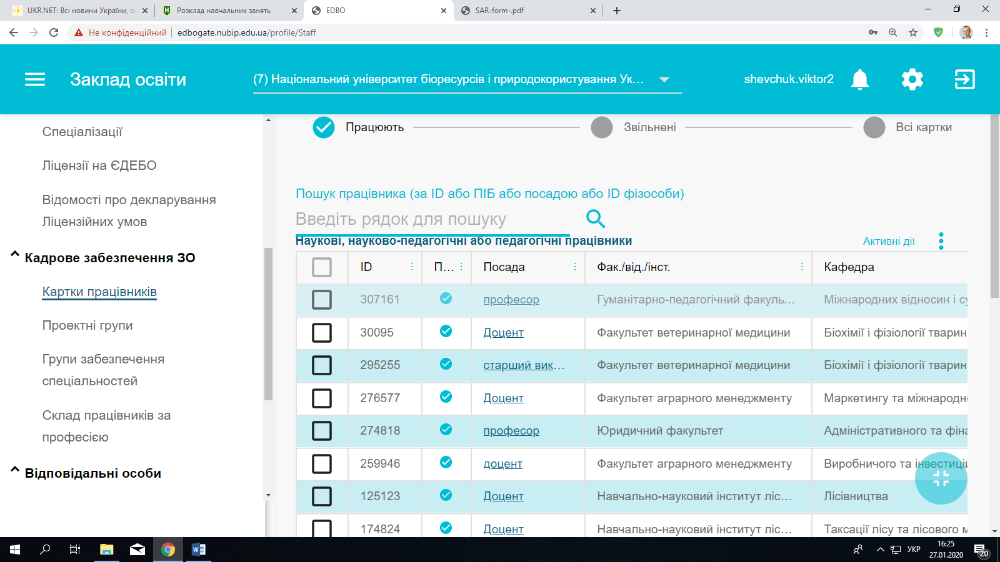 UKR.NET: Всі новини України, ос
Розклад навчальних занять
EDBO
SAR-form-.pdf
Не конфіденційний
edbogate.nubip.edu.ua/profile/Staff
Заклад освіти
(7) Національний університет біоресурсів і природокористування Ук...
shevchuk.viktor2
Спеціалізації
Ліцензії на ЄДЕБО
Відомості про декларування
Ліцензійних умов
Кадрове забезпечення ЗО
Картки працівників
Проектні групи
Групи забезпечення
спеціальностей
Склад працівників за
професією
Відповідальні особи
Працюють
Звільнені
Всі картки
Пошук працівника (за ID або ПІБ або посадою або ID фізособи)
Введіть рядок для пошуку
Наукові, науково-педагогічні або педагогічні працівники
Активні дії
ID П... Посада Фак./від./інст. Кафедра
307161 професор Гуманітарно-педагогічний факуль... Міжнародних відносин і су
30095 Доцент Факультет ветеринарної медицини Біохімії і фізіології тварин
295255 старший вик... Факультет ветеринарної медицини Біохімії і фізіології тварин
276577 Доцент Факультет аграрного менеджменту Маркетингу та міжнародно
274818 професор Юридичний факультет Адміністративного та фіна
259946 доцент Факультет аграрного менеджменту Виробничого та інвестицій
125123 Доцент Навчально-науковий інститут ліс... Лісівництва
174824 Доцент Навчально-науковий інститут ліс... Таксації лісу та лісового м
УКР
16:25
27.01.2020
20